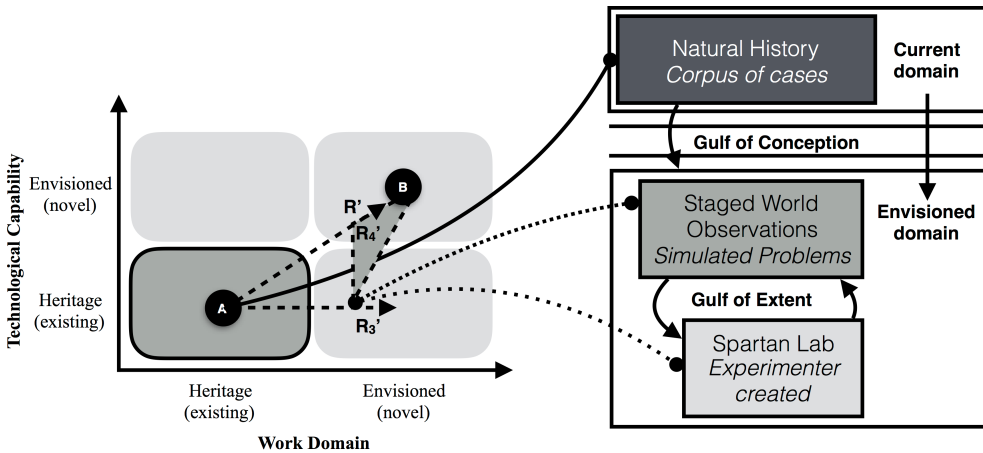 Technological Capability
Envisioned
(novel)
Heritage
(existing)
A
B
R’
R4’
R3’
Heritage
(existing)
Envisioned
(novel)
Work Domain
Natural History
Corpus of cases
Current
domain
Gulf of Conception
Staged World
Observations
Simulated Problems
Envisioned
domain
Gulf of Extent
Spartan Lab
Experimenter
created